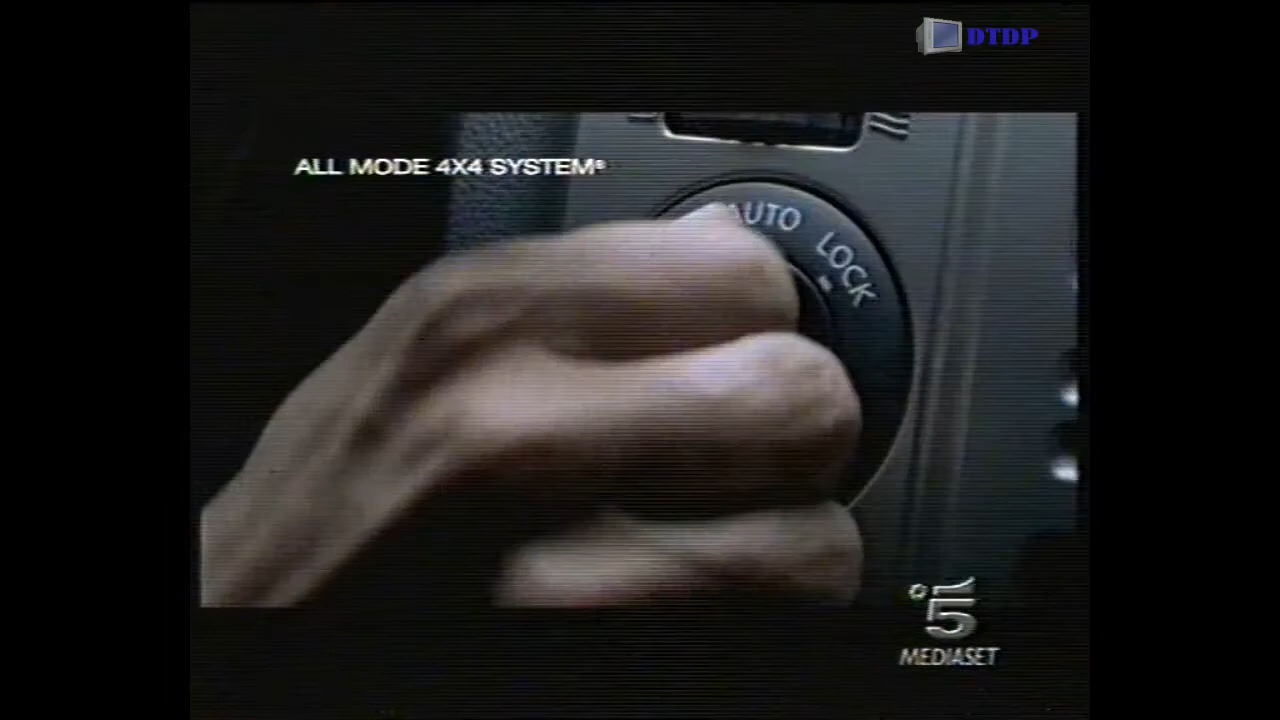 DTDP
ALL MODE 4X4 SYSTEM®
AUTO
LOCK
5
MEDIASET